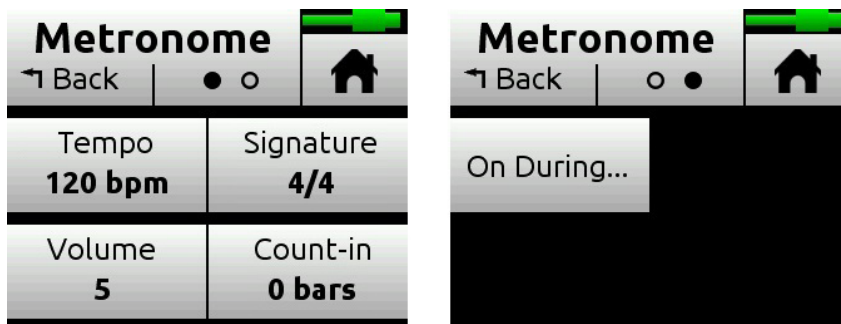 Metronome
Back
Tempo
120 bpm
Signature
4/4
Volume
5
Count-in
0 bars
Metronome
Back
On During...